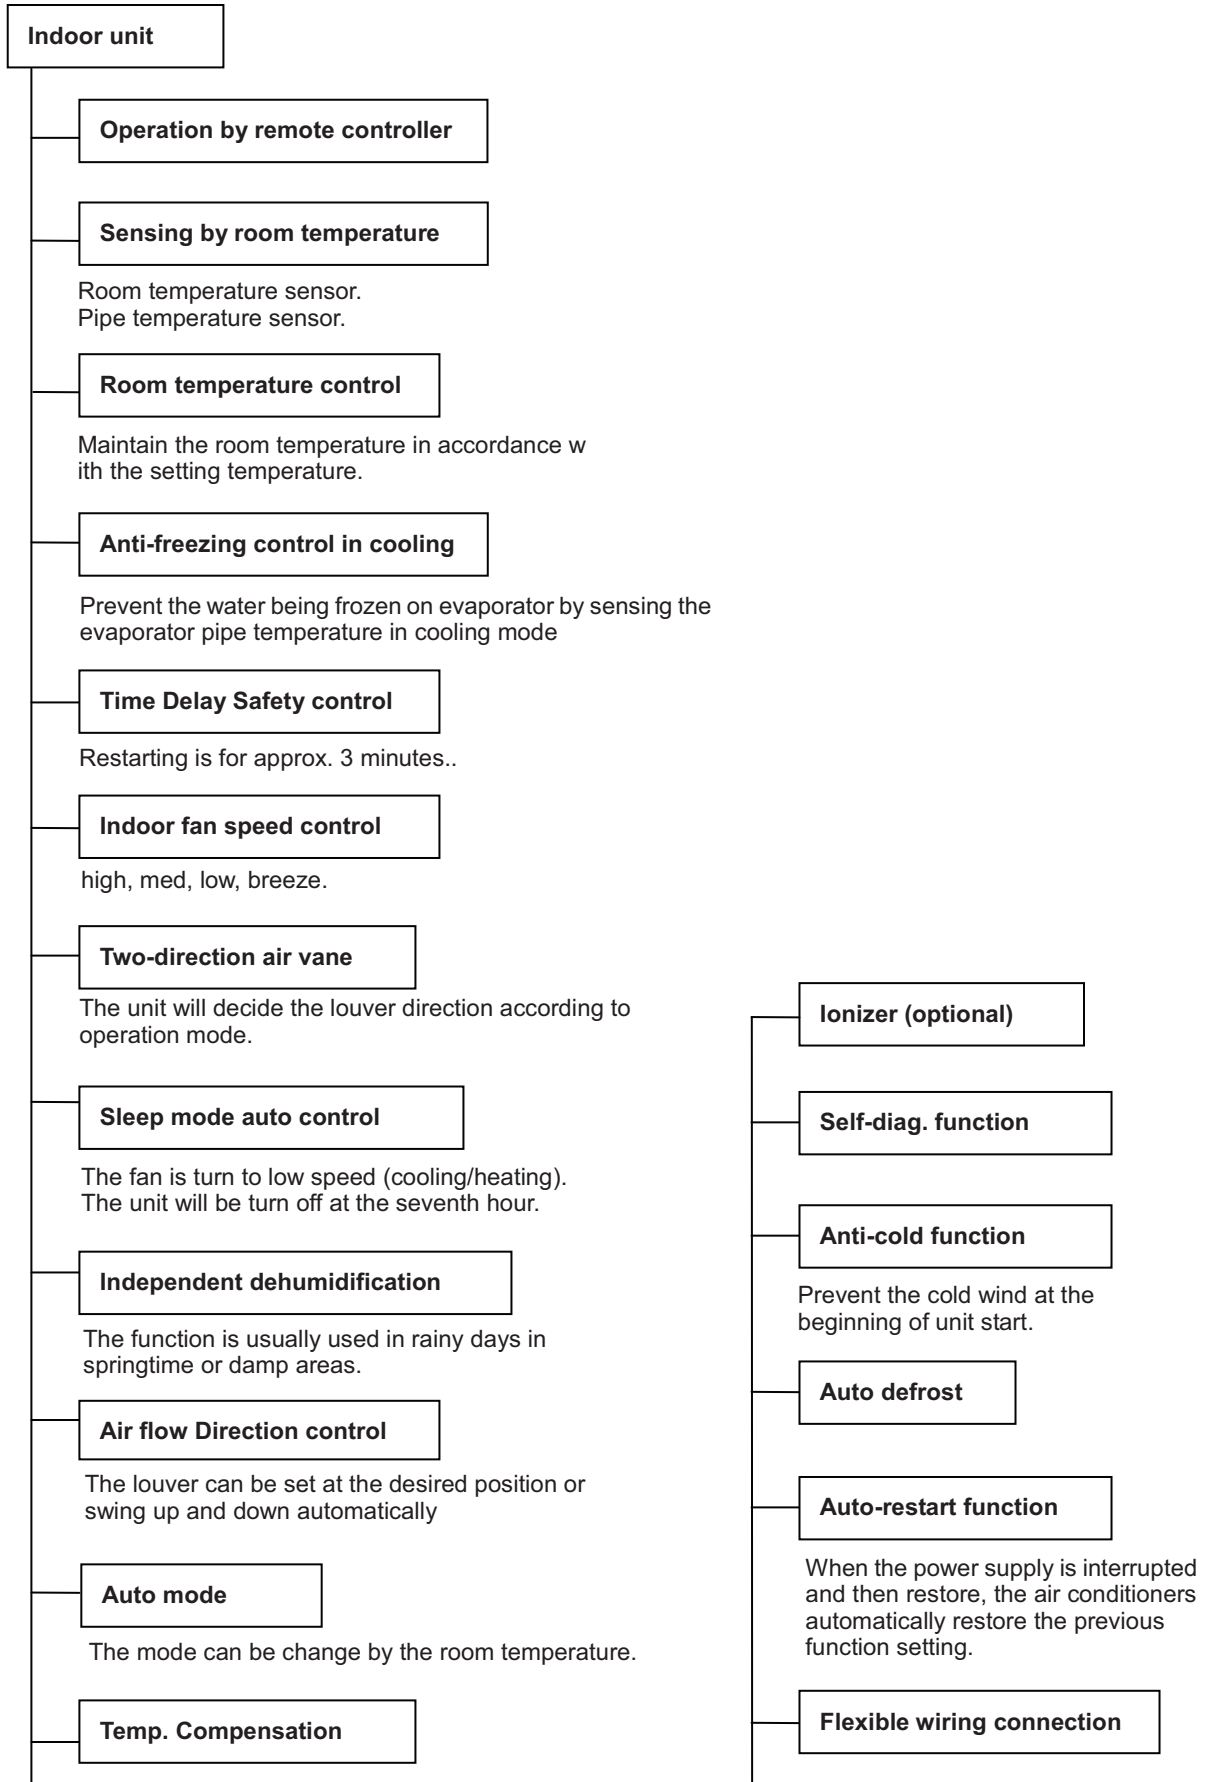 Indoor unit
Operation by remote controller
Sensing by room temperature
Room temperature sensor.
Pipe temperature sensor.
Room temperature control
Maintain the room temperature in accordance w
ith the setting temperature.
Anti-freezing control in cooling
Prevent the water being frozen on evaporator by sensing the
evaporator pipe temperature in cooling mode
Time Delay Safety control
Restarting is for approx. 3 minutes..
Indoor fan speed control
high, med, low, breeze.
Two-direction air vane
The unit will decide the louver direction according to
operation mode.
Sleep mode auto control
The fan is turn to low speed (cooling/heating).
The unit will be turn off at the seventh hour.
Independent dehumidification
The function is usually used in rainy days in
springtime or damp areas.
Air flow Direction control
The louver can be set at the desired position or
swing up and down automatically
Auto mode
The mode can be change by the room temperature.
Temp. Compensation
Ionizer (optional)
Self-diag. function
Anti-cold function
Prevent the cold wind at the
beginning of unit start.
Auto defrost
Auto-restart function
When the power supply is interrupted
and then restore, the air conditioners
automatically restore the previous
function setting.
Flexible wiring connection